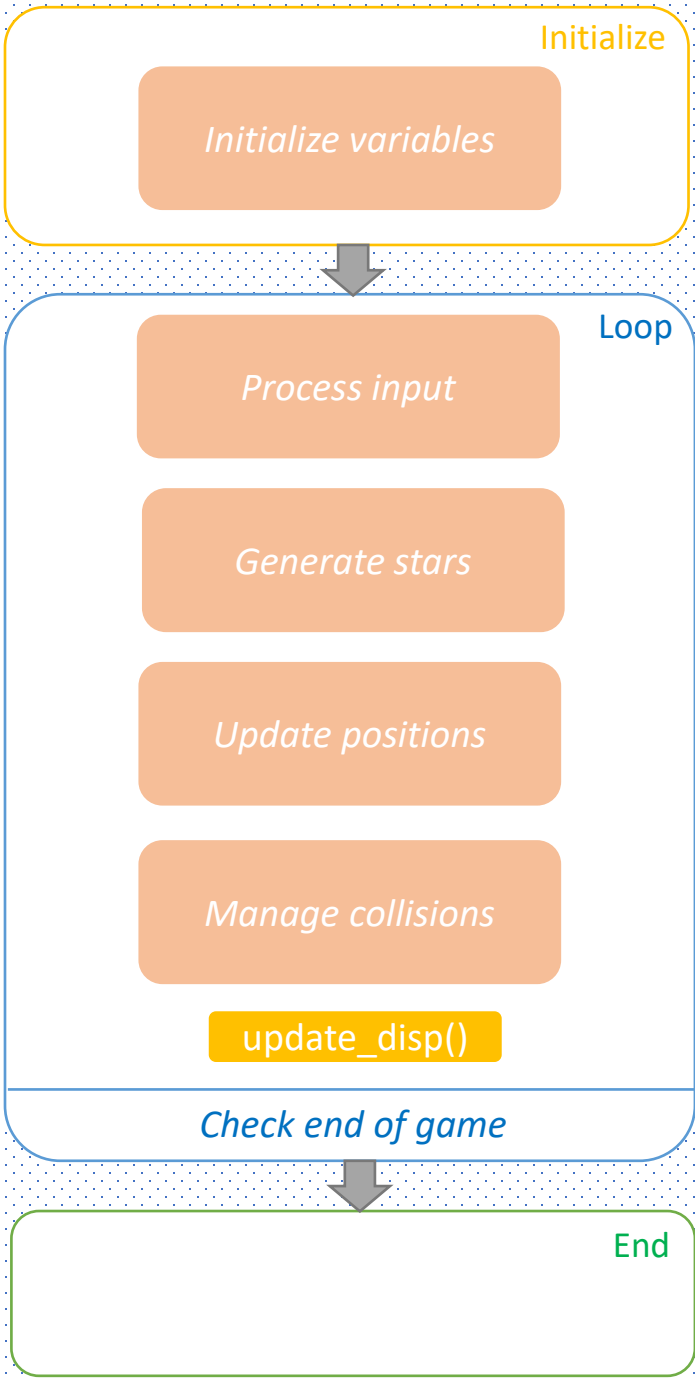 Initialize
Initialize variables
Loop
Process input
Generate stars
Update positions
Manage collisions
update_disp()
Check end of game
End